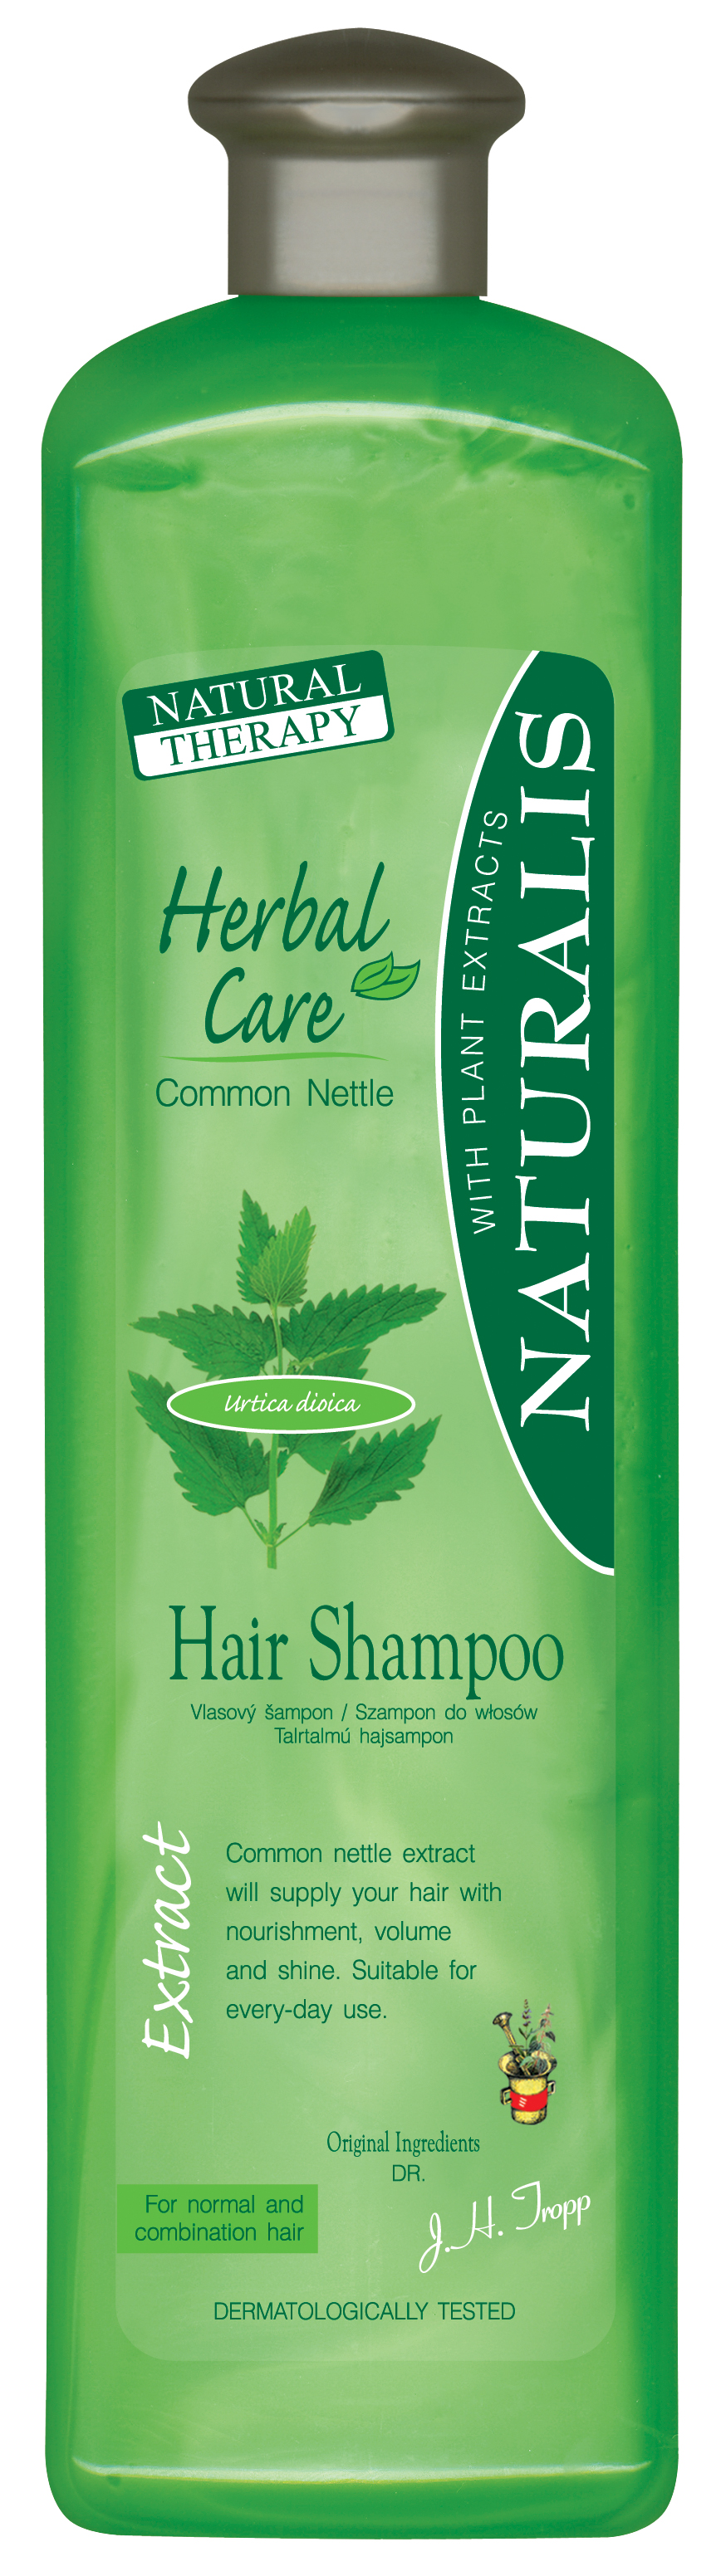 NATURAL
THERAPY
WITH PLANT EXTRACTS
NATURALIS
Herbal
Care
Common Nettle
Urtica dioica
Hair Shampoo
Vlasový šampon / Szampon do włosów
Talrtalmú hajsampon
Extract
Common nettle extract
will supply your hair with
nourishment, volume
and shine. Suitable for
every-day use.
Original Ingredients
DR.
J. H. Tropp
For normal and
combination hair
DERMATOLOGICALLY TESTED